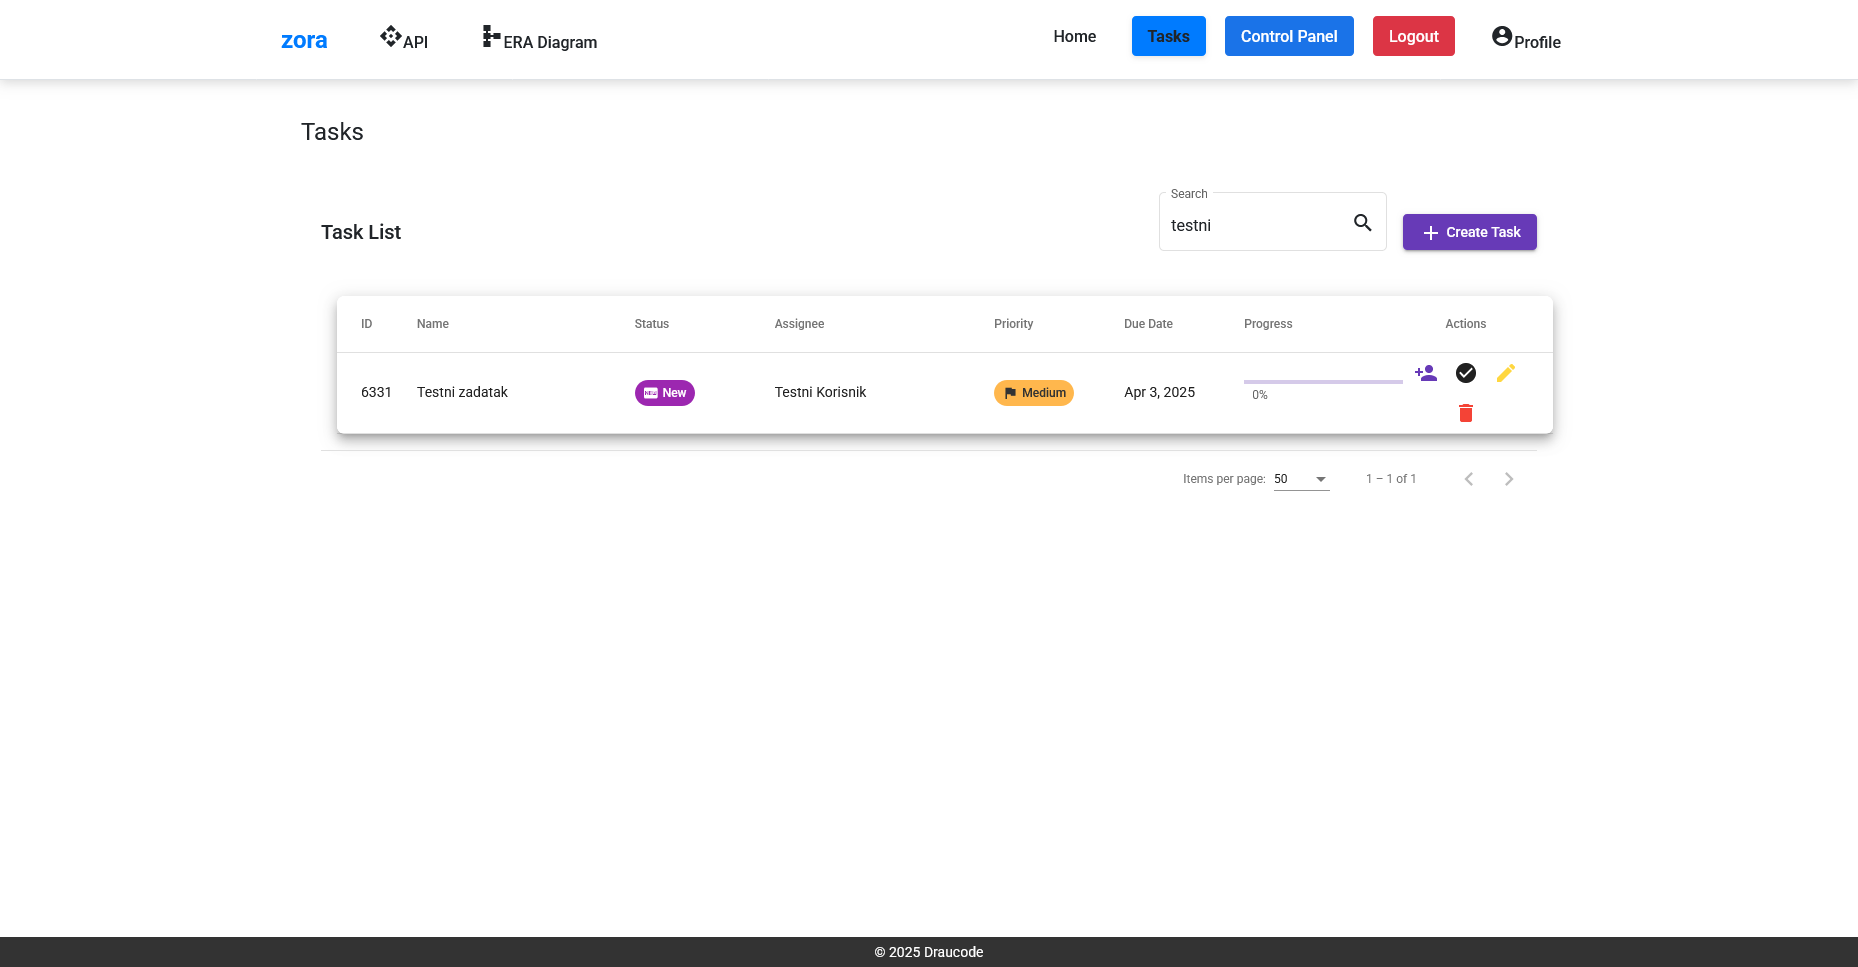 zora API ERA Diagram Home Tasks Control Panel Logout Profile
Tasks
Search
Task List testni Create Task
ID Name Status Assignee Priority Due Date Progress Actions
6331 Testni zadatak NEW New Testni Korisnik Medium Apr 3, 2025 0%
Items per page: 50 1 – 1 of 1
© 2025 Draucode